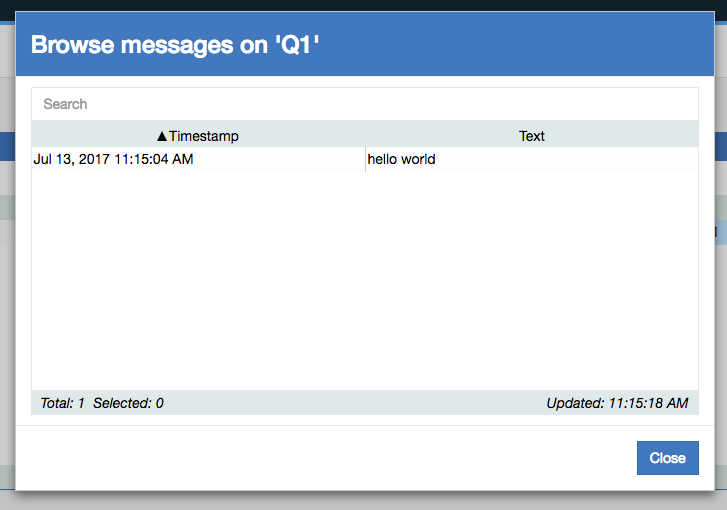 Browse messages on 'Q1'
Search
▲Timestamp Text
Jul 13, 2017 11:15:04 AM hello world
Total: 1 Selected: 0 Updated: 11:15:18 AM
Close